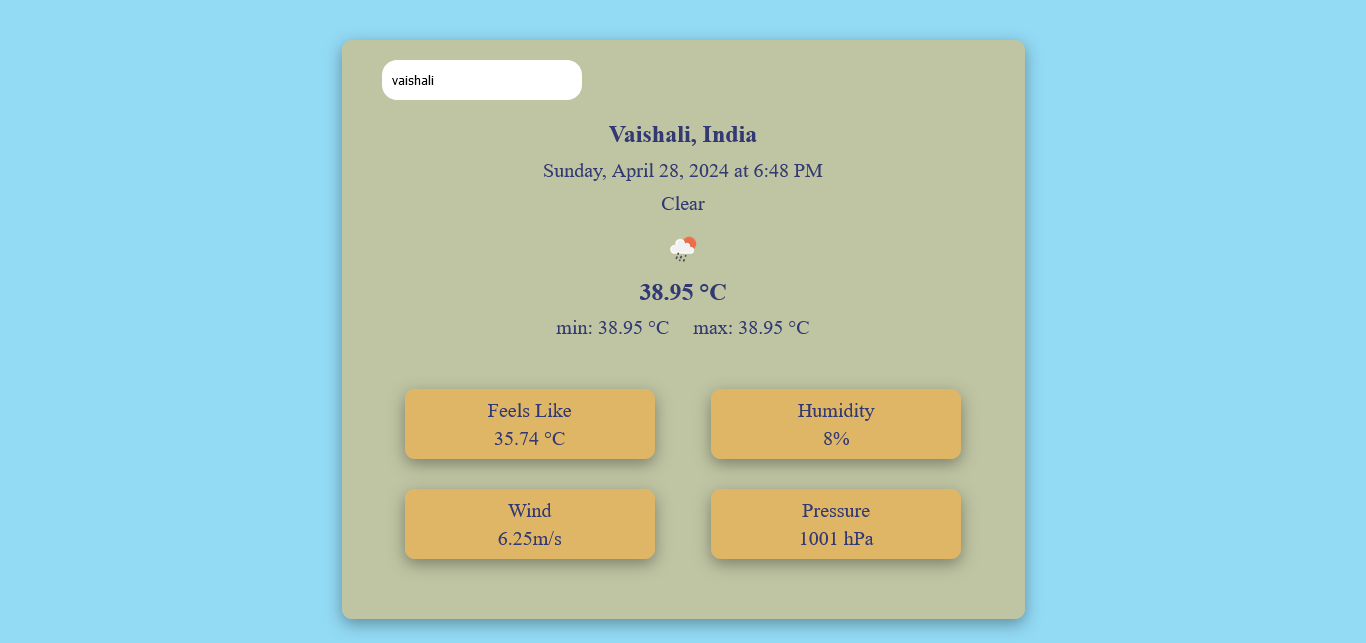 vaishali
Vaishali, India
Sunday, April 28, 2024 at 6:48 PM
Clear
38.95 °C
min: 38.95 °C max: 38.95 °C
Feels Like
35.74 °C
Humidity
8%
Wind
6.25m/s
Pressure
1001 hPa